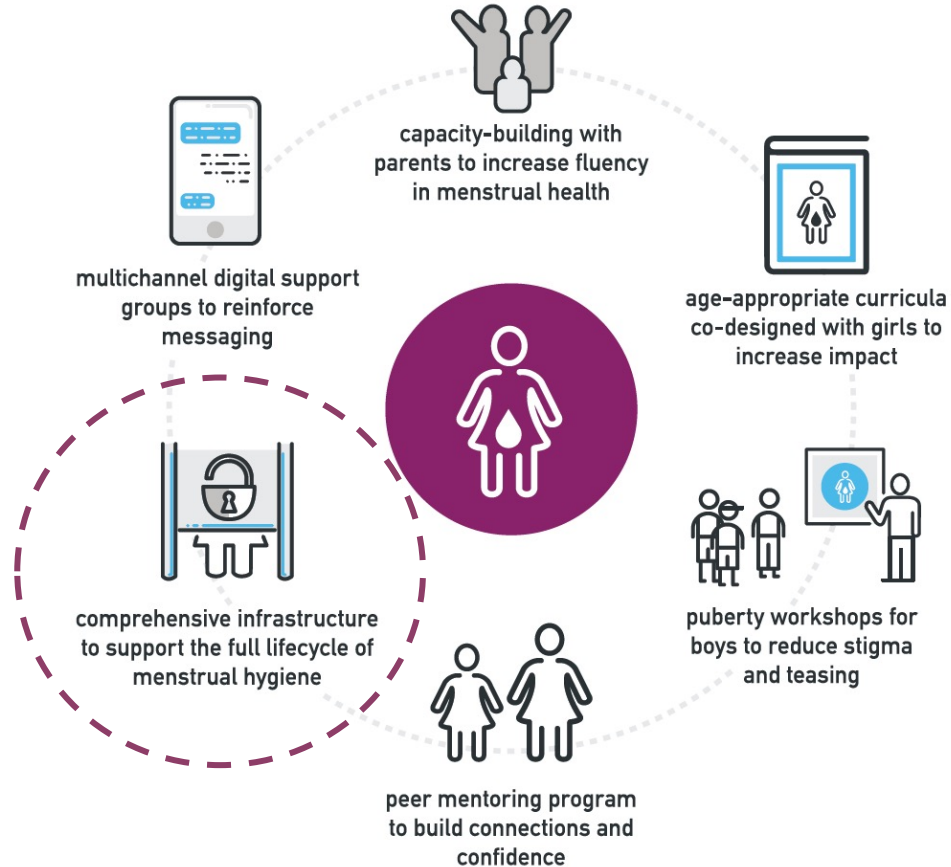 capacity-building with
parents to increase fluency
in menstrual health
age-appropriate curricula
co-designed with girls to
increase impact
puberty workshops for
boys to reduce stigma
and teasing
peer mentoring program
to build connections and
confidence
comprehensive infrastructure
to support the full lifecycle of
menstrual hygiene
multichannel digital support
groups to reinforce
messaging